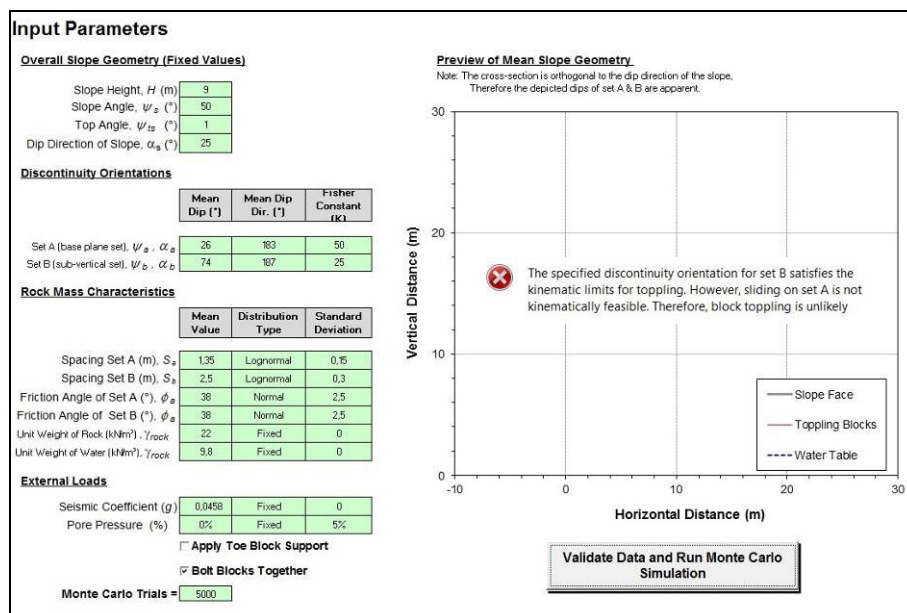 Input Parameters
Overall Slope Geometry (Fixed Values)
Slope Height, H (m) 9
Slope Angle, ψs (°) 50
Top Angle, ψts (°) 1
Dip Direction of Slope, αs (°) 25
Discontinuity Orientations
Mean Dip (°) Mean Dip Dir. (°) Fisher Constant (K)
Set A (base plane set), ψa , αa 26 183 50
Set B (sub-vertical set), ψb , αb 74 187 25
Rock Mass Characteristics
Mean Value Distribution Type Standard Deviation
Spacing Set A (m), Sa 1,35 Lognormal 0,15
Spacing Set B (m), Sb 2,5 Lognormal 0,3
Friction Angle of Set A (°), ϕa 38 Normal 2,5
Friction Angle of Set B (°), ϕa 38 Normal 2,5
Unit Weight of Rock (kN/m³) , γrock 22 Fixed 0
Unit Weight of Water (kN/m³), γrock 9,8 Fixed 0
External Loads
Seismic Coefficient (g) 0,0458 Fixed 0
Pore Pressure (%) 0% Fixed 5%
Apply Toe Block Support
Bolt Blocks Together
Monte Carlo Trials = 5000
Preview of Mean Slope Geometry
Note: The cross-section is orthogonal to the dip direction of the slope,
Therefore the depicted dips of set A & B are apparent.
30
20
10
0
Vertical Distance (m)
The specified discontinuity orientation for set B satisfies the
kinematic limits for toppling. However, sliding on set A is not
kinematically feasible. Therefore, block toppling is unlikely
Slope Face
Toppling Blocks
Water Table
-10 0 10 20 30
Horizontal Distance (m)
Validate Data and Run Monte Carlo
Simulation